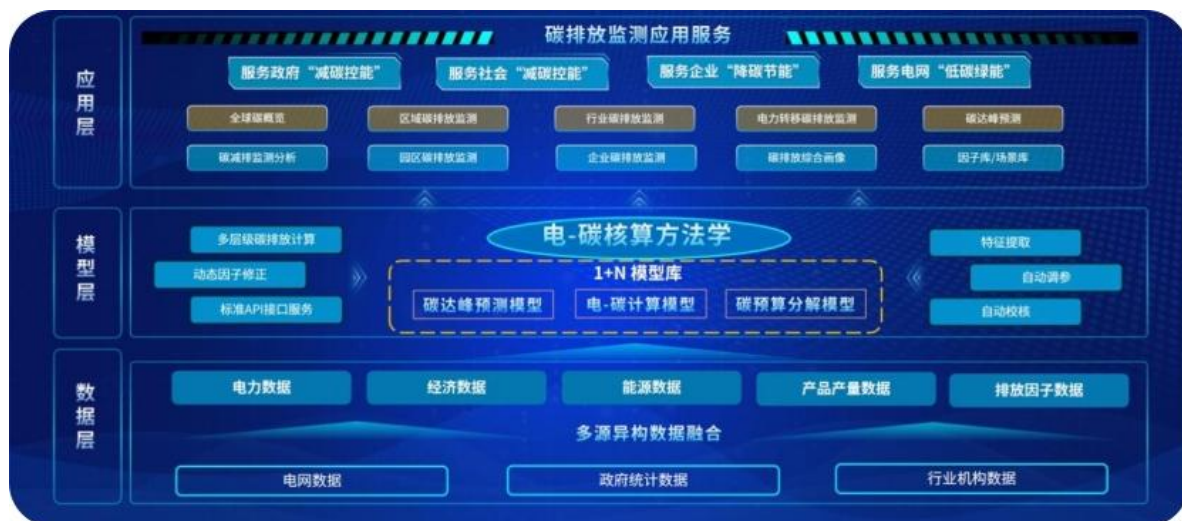 应用层
碳排放监测应用服务
服务政府“减碳控能”
服务社会“减碳控能”
服务企业“降碳节能”
服务电网“低碳绿能”
全球碳概览
区域碳排放监测
行业碳排放监测
电力转移碳排放监测
碳达峰预测
碳减排监测分析
园区碳排放监测
企业碳排放监测
碳排放综合画像
因子库/场景库
模型层
多层级碳排放计算
动态因子修正
标准API接口服务
电-碳核算方法学
1+N 模型库
碳达峰预测模型
电-碳计算模型
碳预算分解模型
特征提取
自动调参
自动校核
数据层
电力数据
经济数据
能源数据
产品产量数据
排放因子数据
多源异构数据融合
电网数据
政府统计数据
行业机构数据